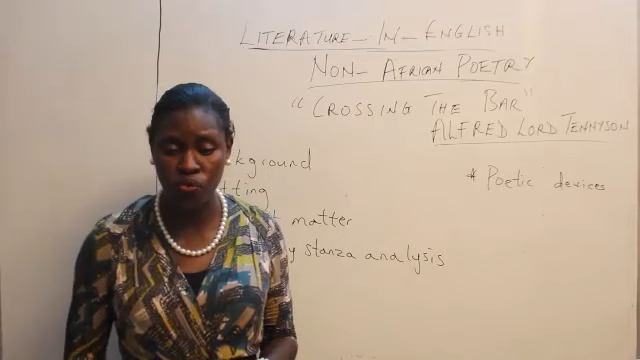 LITERATURE-IN-ENGLISH
NON-AFRICAN POETRY
"CROSSING THE BAR"
ALFRED LORD TENNYSON
kground
tting
t matter
y stanza analysis
* Poetic devices